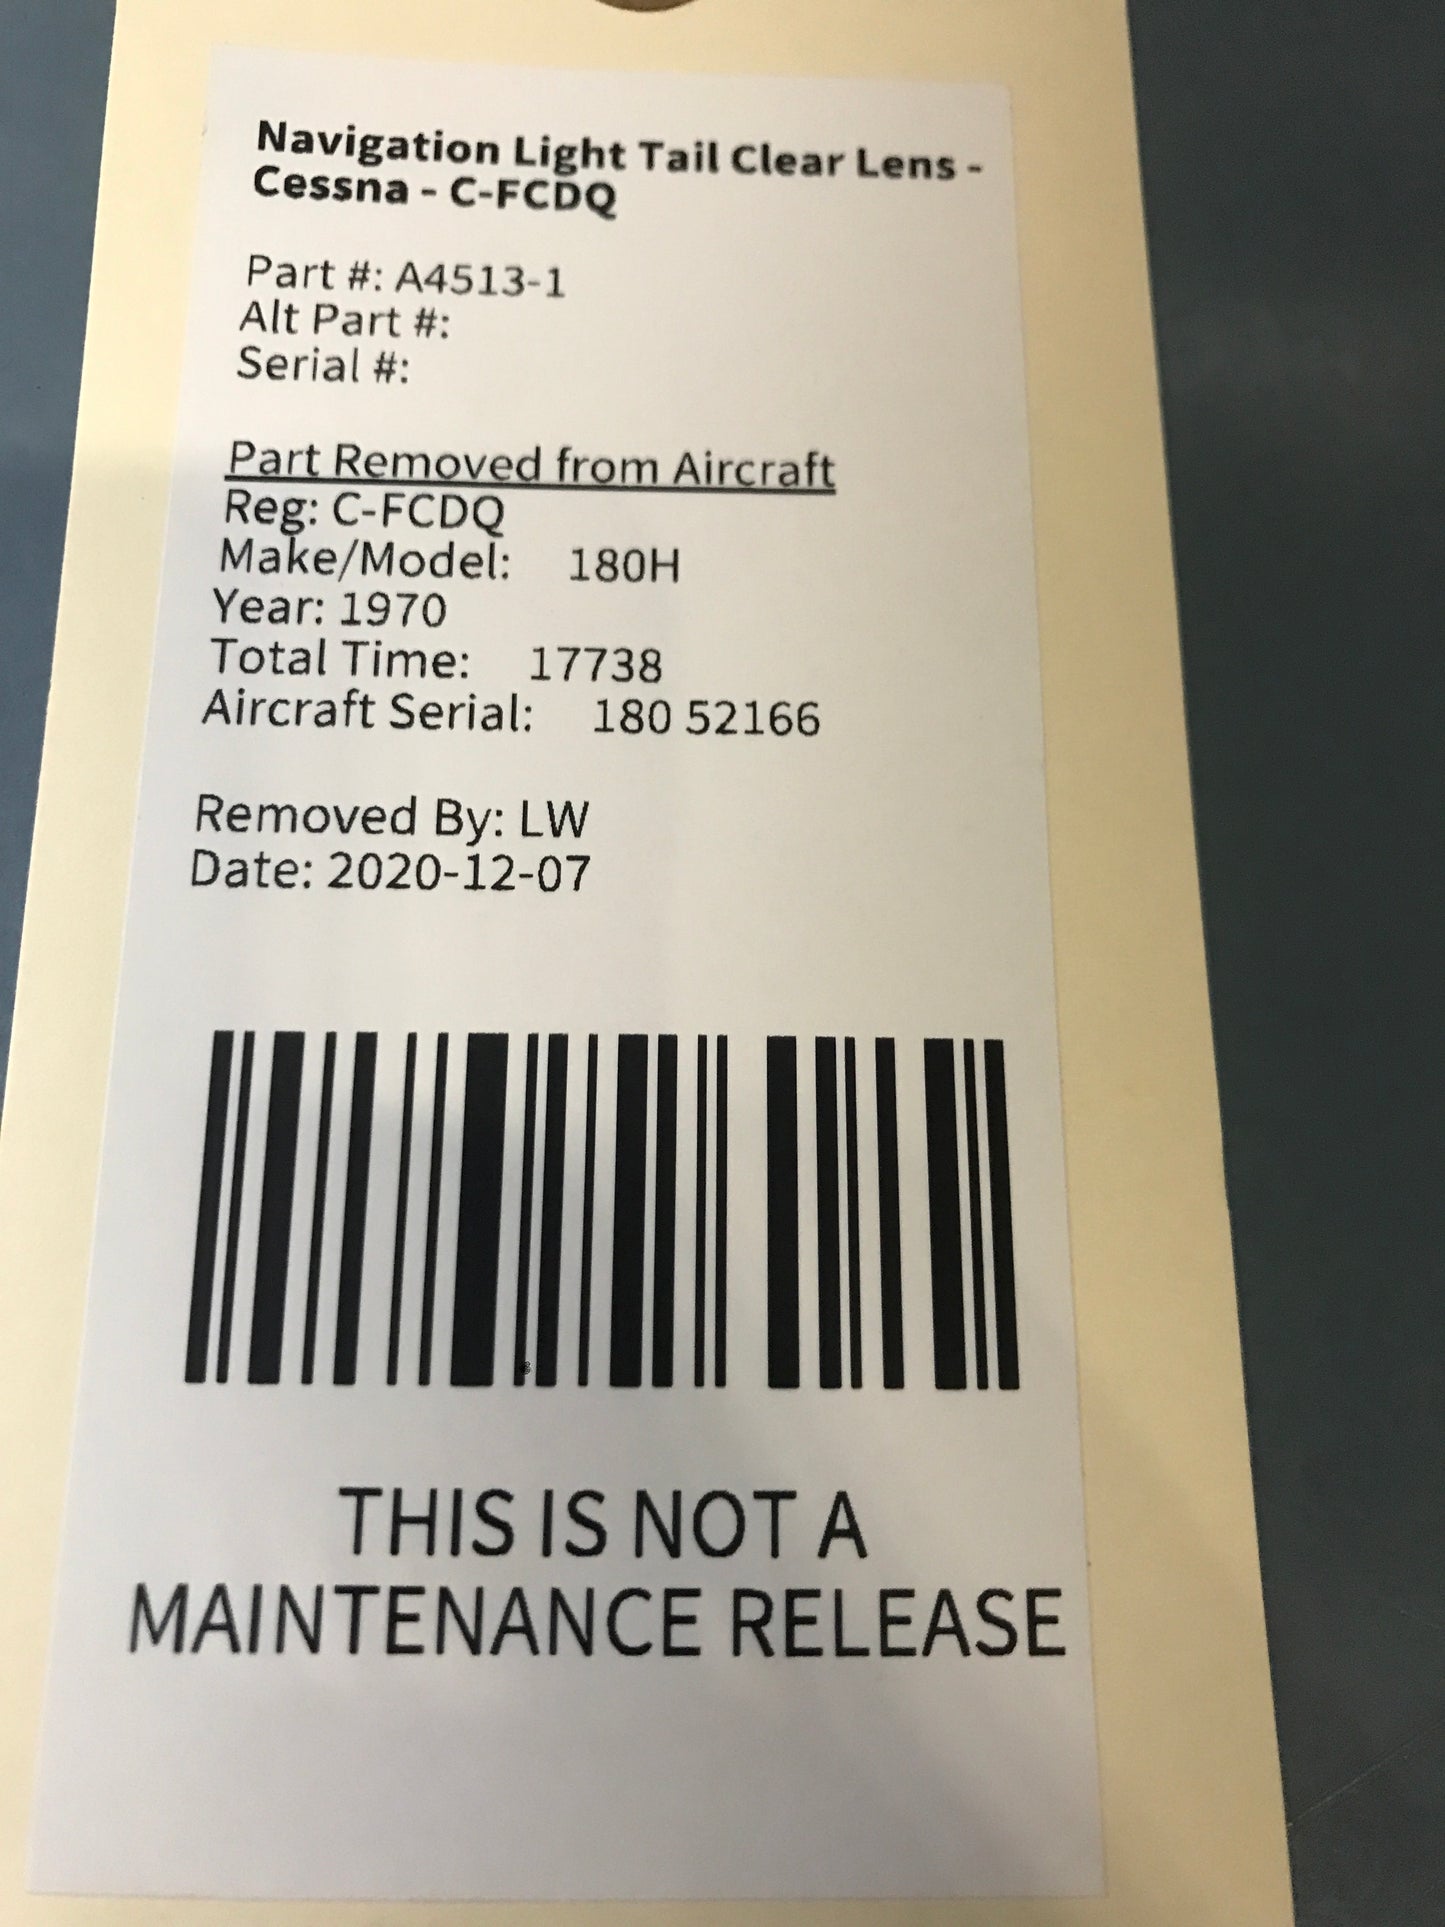 Navigation Light Tail Clear Lens -
Cessna - C-FCDQ
Part #: A4513-1
Alt Part #:
Serial #:
Part Removed from Aircraft
Reg: C-FCDQ
Make/Model: 180H
Year: 1970
Total Time: 17738
Aircraft Serial: 180 52166
Removed By: LW
Date: 2020-12-07
THIS IS NOT A
MAINTENANCE RELEASE